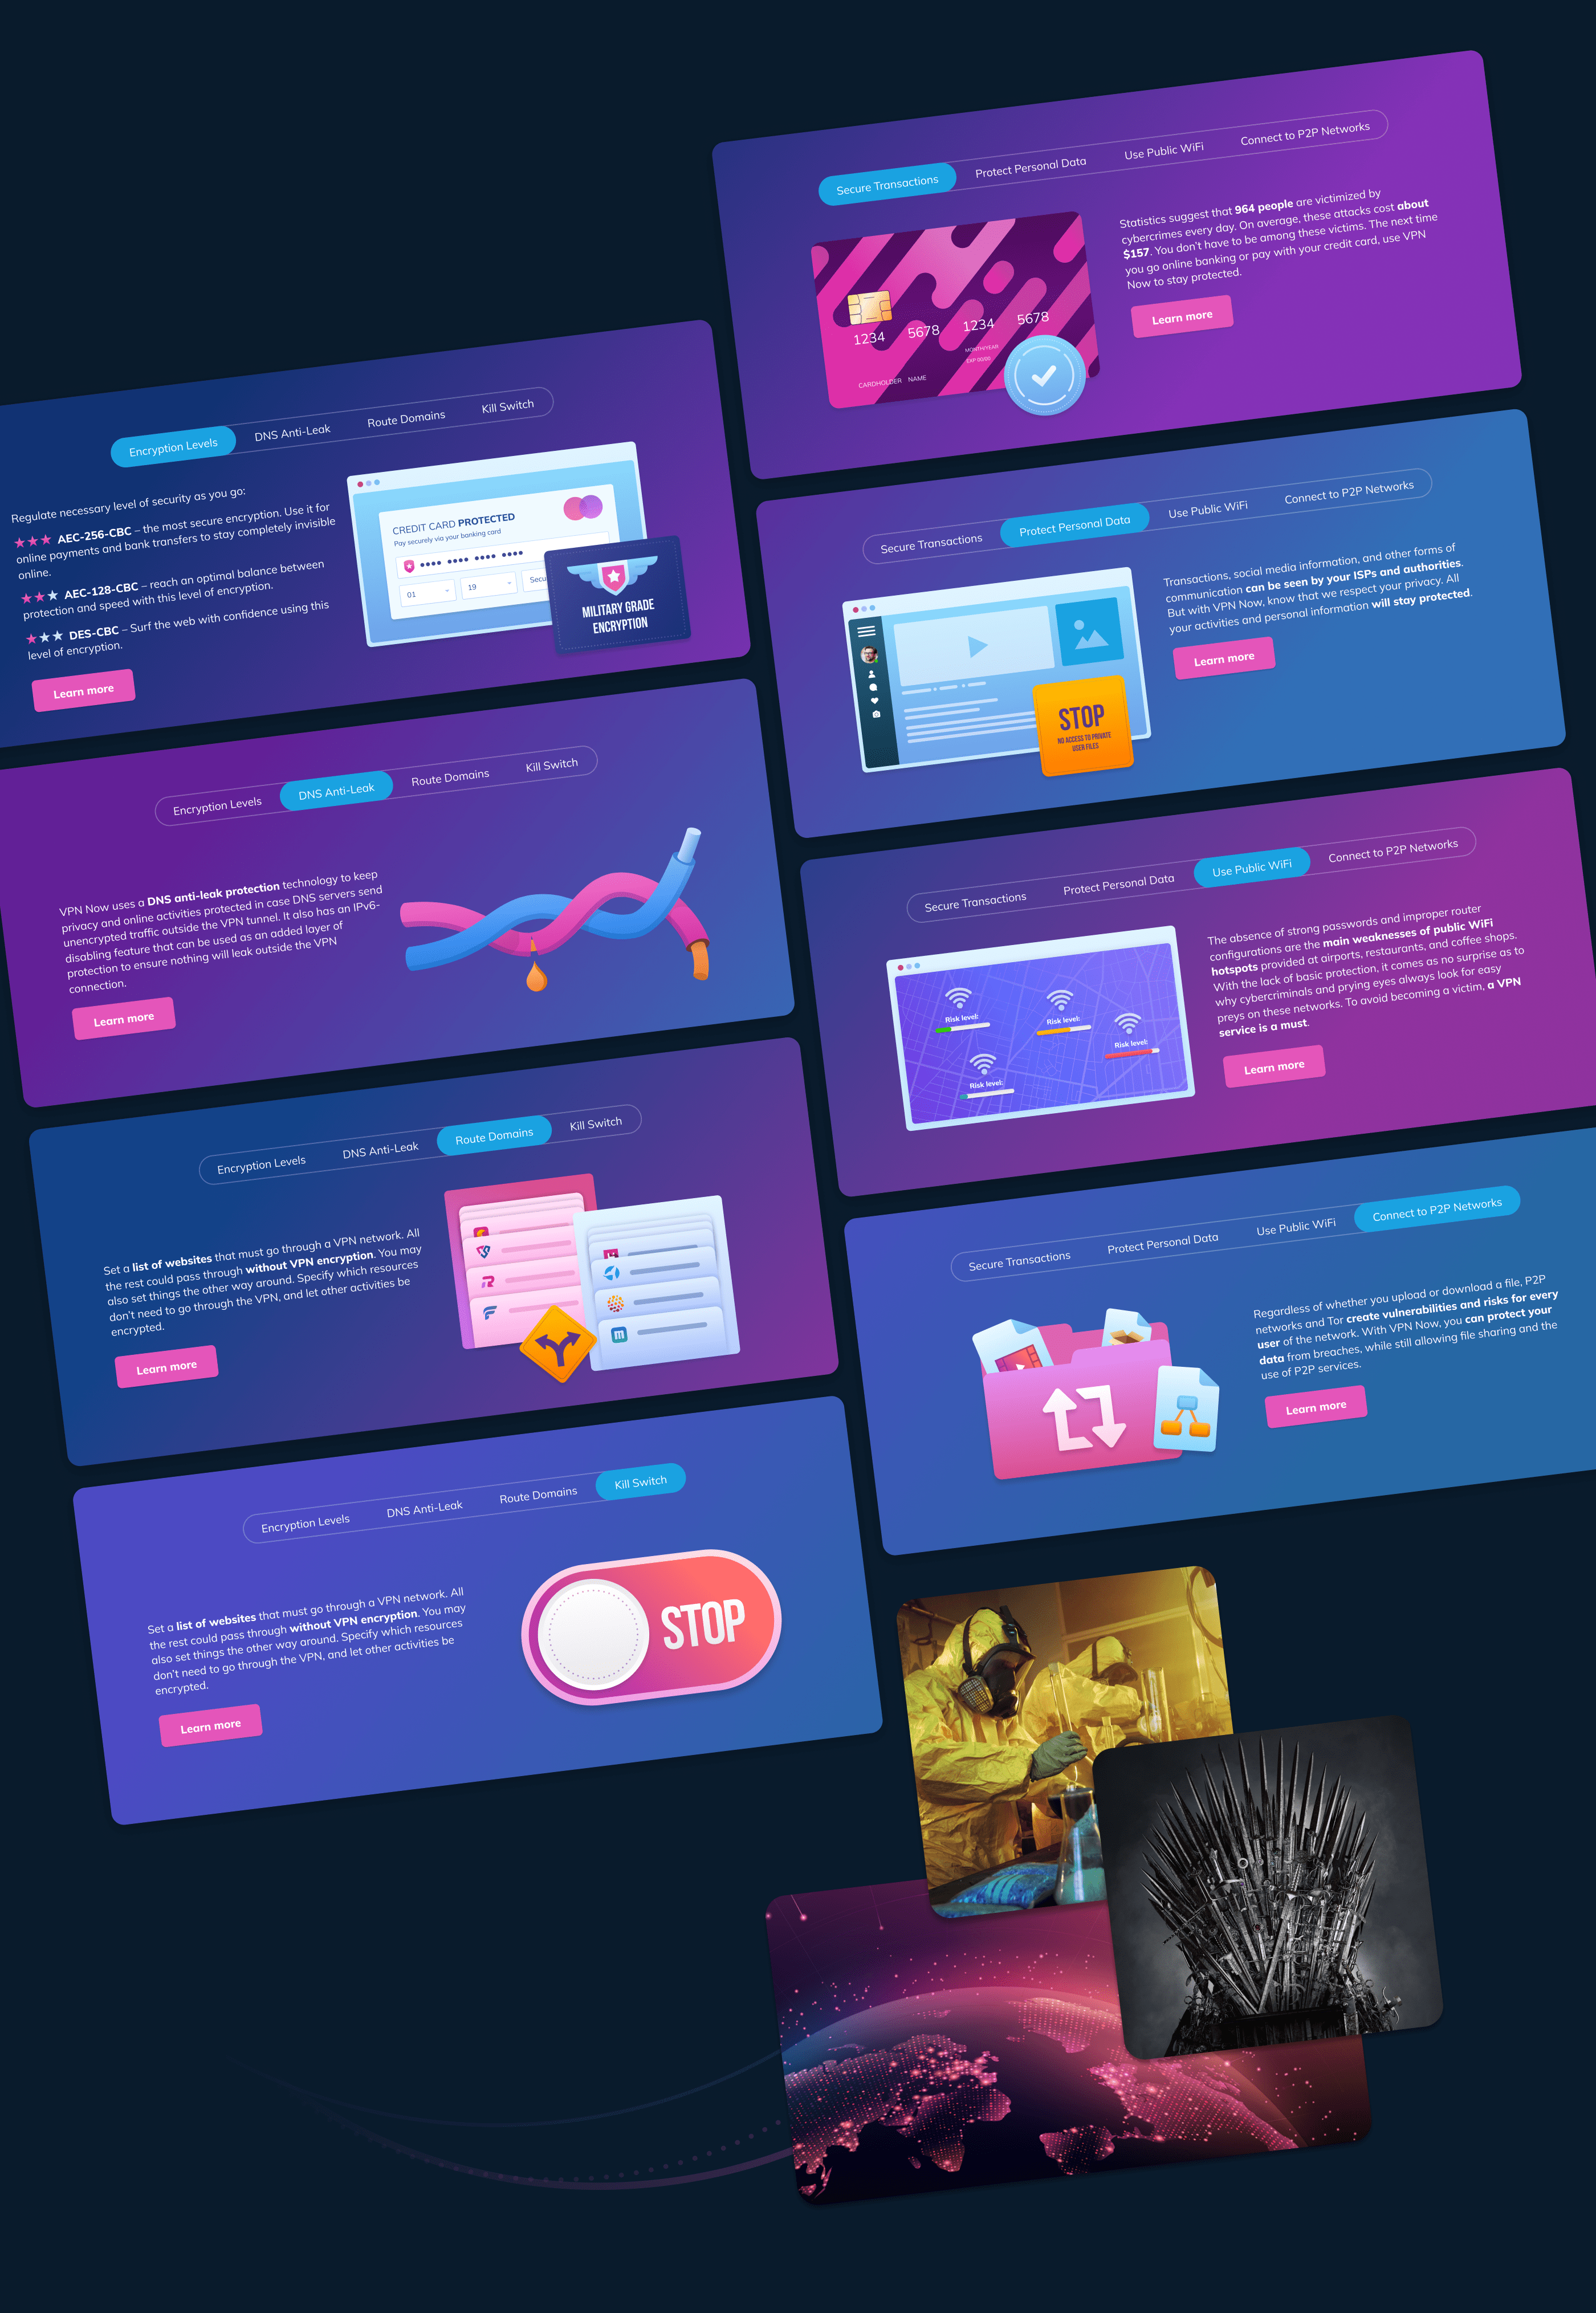 Secure Transactions
Protect Personal Data
Use Public WiFi
Connect to P2P Networks
Statistics suggest that 964 people are victimized by
cybercrimes every day. On average, these attacks cost about
$157. You don't have to be among these victims. The next time
you go online banking or pay with your credit card, use VPN
Now to stay protected.
Learn more
1234 5678 1234 5678
MONTH/YEAR
EXP 90/88
CARDHOLDER NAME
Encryption Levels
DNS Anti-Leak
Route Domains
Kill Switch
Regulate necessary level of security as you go:
AEC-256-CBC – the most secure encryption. Use it for
online payments and bank transfers to stay completely invisible
online.
AEC-128-CBC – reach an optimal balance between
protection and speed with this level of encryption.
DES-CBC – Surf the web with confidence using this
level of encryption.
Learn more
CREDIT CARD PROTECTED
Pay securely via your banking card
01
19
Secu
MILITARY GRADE
ENCRYPTION
Secure Transactions
Protect Personal Data
Use Public WiFi
Connect to P2P Networks
Transactions, social media information, and other forms of
communication can be seen by your ISPs and authorities.
But with VPN Now, know that we respect your privacy. All
your activities and personal information will stay protected.
Learn more
STOP
NO ACCESS TO PRIVATE
USER FILES
Encryption Levels
DNS Anti-Leak
Route Domains
Kill Switch
VPN Now uses a DNS anti-leak protection technology to keep
privacy and online activities protected in case DNS servers send
unencrypted traffic outside the VPN tunnel. It also has an IPv6-
disabling feature that can be used as an added layer of
protection to ensure nothing will leak outside the VPN
connection.
Learn more
Secure Transactions
Protect Personal Data
Use Public WiFi
Connect to P2P Networks
The absence of strong passwords and improper router
configurations are the main weaknesses of public WiFi
hotspots provided at airports, restaurants, and coffee shops.
With the lack of basic protection, it comes as no surprise as to
why cybercriminals and prying eyes always look for easy
preys on these networks. To avoid becoming a victim, a VPN
service is a must.
Learn more
Risk level:
Risk level:
Risk level:
Risk level:
Encryption Levels
DNS Anti-Leak
Route Domains
Kill Switch
Set a list of websites that must go through a VPN network. All
the rest could pass through without VPN encryption. You may
also set things the other way around. Specify which resources
don't need to go through the VPN, and let other activities be
encrypted.
Learn more
Secure Transactions
Protect Personal Data
Use Public WiFi
Connect to P2P Networks
Regardless of whether you upload or download a file, P2P
networks and Tor create vulnerabilities and risks for every
user of the network. With VPN Now, you can protect your
data from breaches, while still allowing file sharing and the
use of P2P services.
Learn more
Encryption Levels
DNS Anti-Leak
Route Domains
Kill Switch
Set a list of websites that must go through a VPN network. All
the rest could pass through without VPN encryption. You may
also set things the other way around. Specify which resources
don't need to go through the VPN, and let other activities be
encrypted.
Learn more
STOP